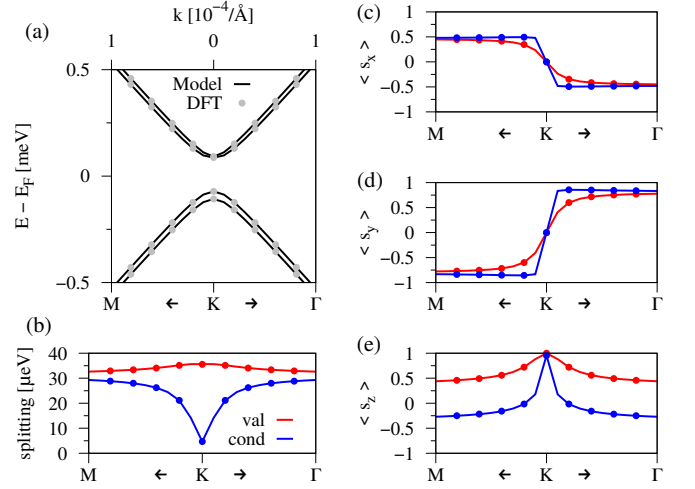 (a)
k [10⁻⁴/Å]
1 0 1
0.5
0
−0.5
E − E_F [meV]
Model
DFT
M ← K → Γ
(b)
40
30
20
10
0
splitting [µeV]
val
cond
M ← K → Γ
(c)
1
0.5
0
−0.5
−1
< s_x >
M ← K → Γ
(d)
1
0.5
0
−0.5
−1
< s_y >
M ← K → Γ
(e)
1
0.5
0
−0.5
−1
< s_z >
M ← K → Γ